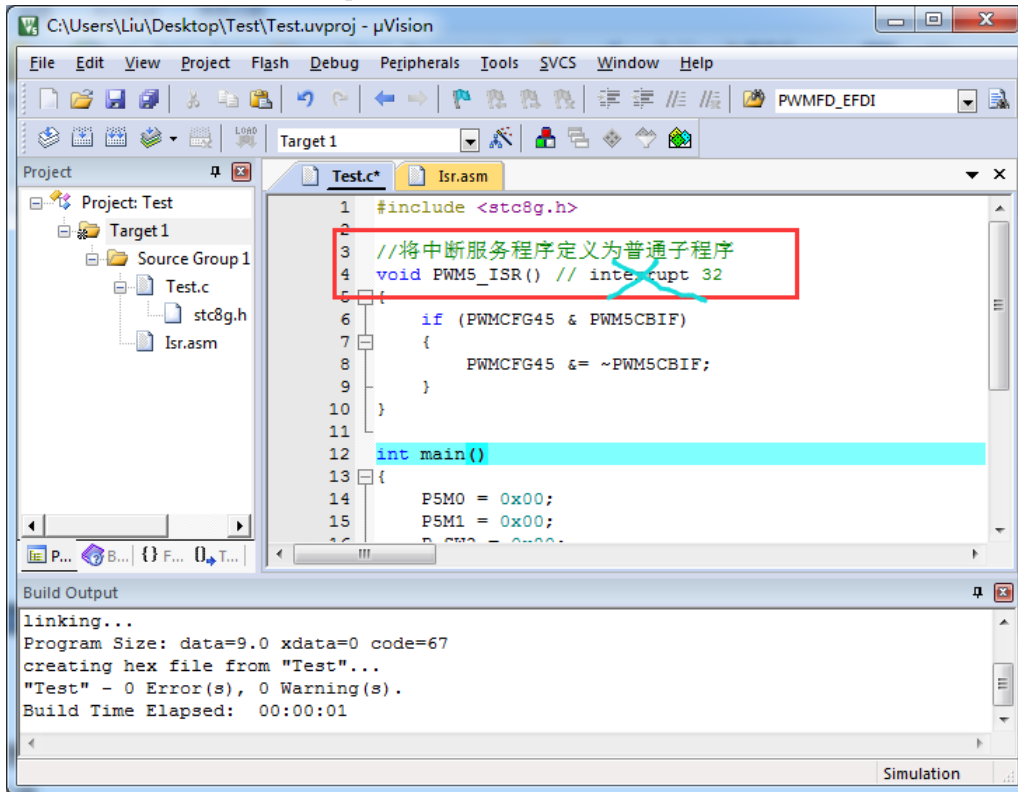 C:\Users\Liu\Desktop\Test\Test.uvproj - µVision
File Edit View Project Flash Debug Peripherals Tools SVCS Window Help
PWMFD_EFDI
LOAD Target 1
Project
Test.c* Isr.asm
Project: Test
Target 1
Source Group 1
Test.c
stc8g.h
Isr.asm
1 #include <stc8g.h>
2
3 //将中断服务程序定义为普通子程序
4 void PWM5_ISR() // interrupt 32
5 {
6 if (PWMCFG45 & PWM5CBIF)
7 {
8 PWMCFG45 &= ~PWM5CBIF;
9 }
10 }
11
12 int main()
13 {
14 P5M0 = 0x00;
15 P5M1 = 0x00;
P... B... {} F... T...
Build Output
linking...
Program Size: data=9.0 xdata=0 code=67
creating hex file from "Test"...
"Test" - 0 Error(s), 0 Warning(s).
Build Time Elapsed: 00:00:01
Simulation